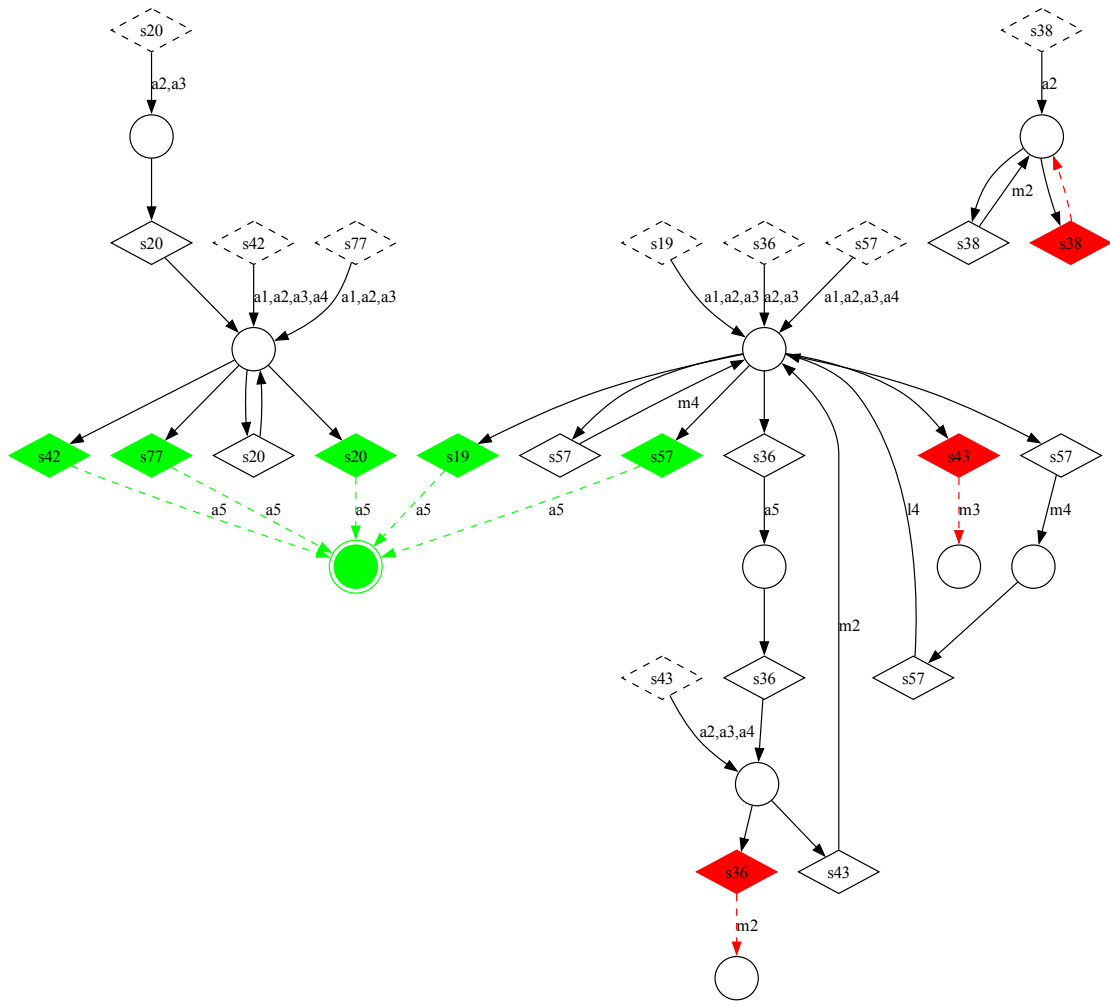 s20
s38
a2,a3
a2
s20
s42
s77
s19
s36
s57
m2
s38
s38
a1,a2,a3,a4
a1,a2,a3
a1,a2,a3
a2,a3
a1,a2,a3,a4
m4
s42
s77
s20
s20
s19
s57
s57
s36
s43
s57
a5
a5
a5
a5
a5
a5
l4
m3
m4
m2
s43
s36
s57
a2,a3,a4
s36
s43
m2